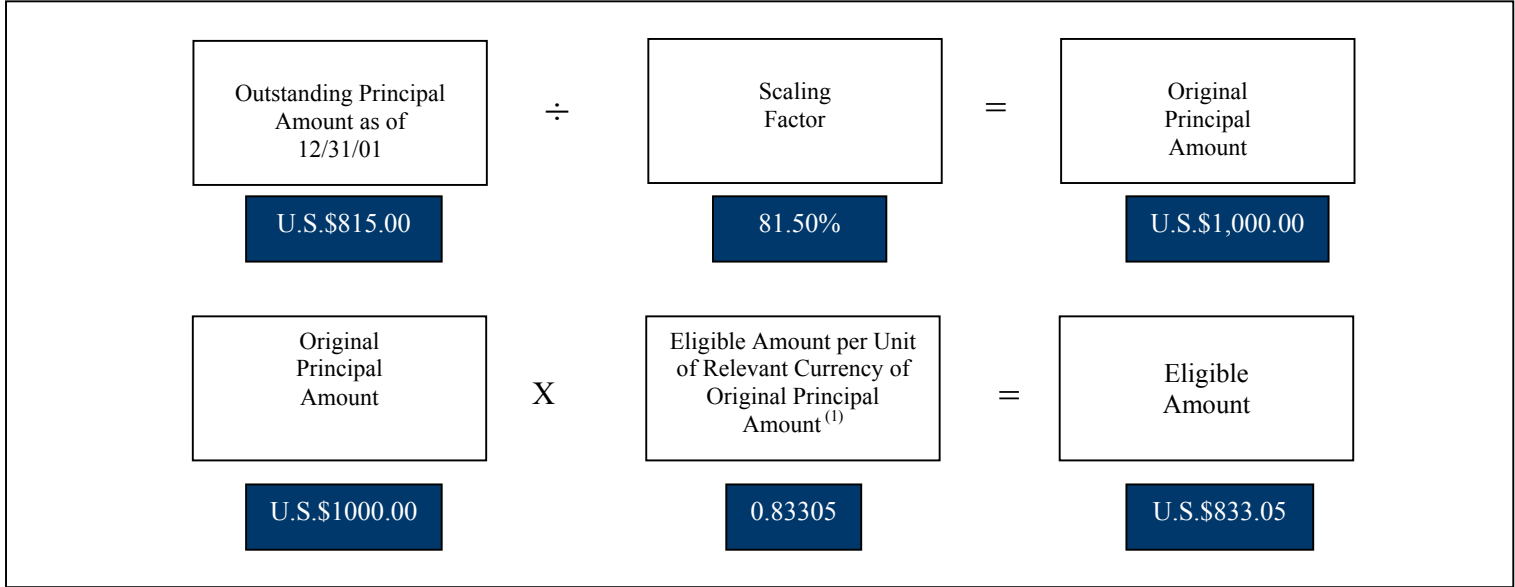 Outstanding Principal
Amount as of
12/31/01
÷
Scaling
Factor
=
Original
Principal
Amount
U.S.$815.00
81.50%
U.S.$1,000.00
Original
Principal
Amount
X
Eligible Amount per Unit
of Relevant Currency of
Original Principal
Amount (1)
=
Eligible
Amount
U.S.$1000.00
0.83305
U.S.$833.05